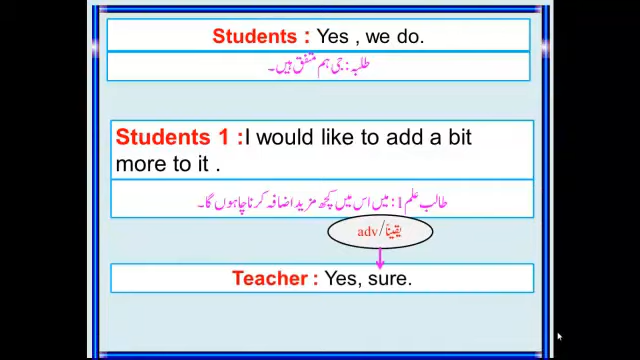 Students : Yes , we do.
طلبہ: جی ہم متفق ہیں۔
Students 1 :I would like to add a bit
more to it .
طالب علم 1: میں اس میں کچھ مزید اضافہ کرنا چاہوں گا۔
adv/یقیناً
Teacher : Yes, sure.